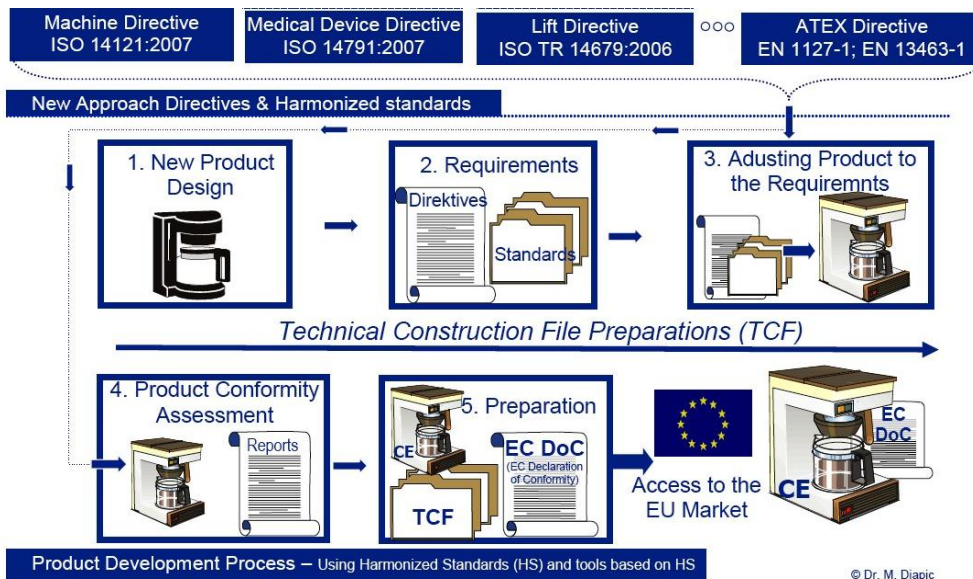 Machine Directive
ISO 14121:2007
Medical Device Directive
ISO 14791:2007
Lift Directive
ISO TR 14679:2006
○○○
ATEX Directive
EN 1127-1; EN 13463-1
New Approach Directives & Harmonized standards
1. New Product
Design
2. Requirements
Direktives
Standards
3. Adusting Product to
the Requiremnts
Technical Construction File Preparations (TCF)
4. Product Conformity
Assessment
Reports
5. Preparation
CE
TCF
EC DoC
(EC Declaration
of Conformity)
Access to the
EU Market
CE
EC
DoC
Product Development Process – Using Harmonized Standards (HS) and tools based on HS
© Dr. M. Djapic